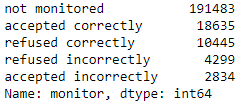 not monitored 191483
accepted correctly 18635
refused correctly 10445
refused incorrectly 4299
accepted incorrectly 2834
Name: monitor, dtype: int64